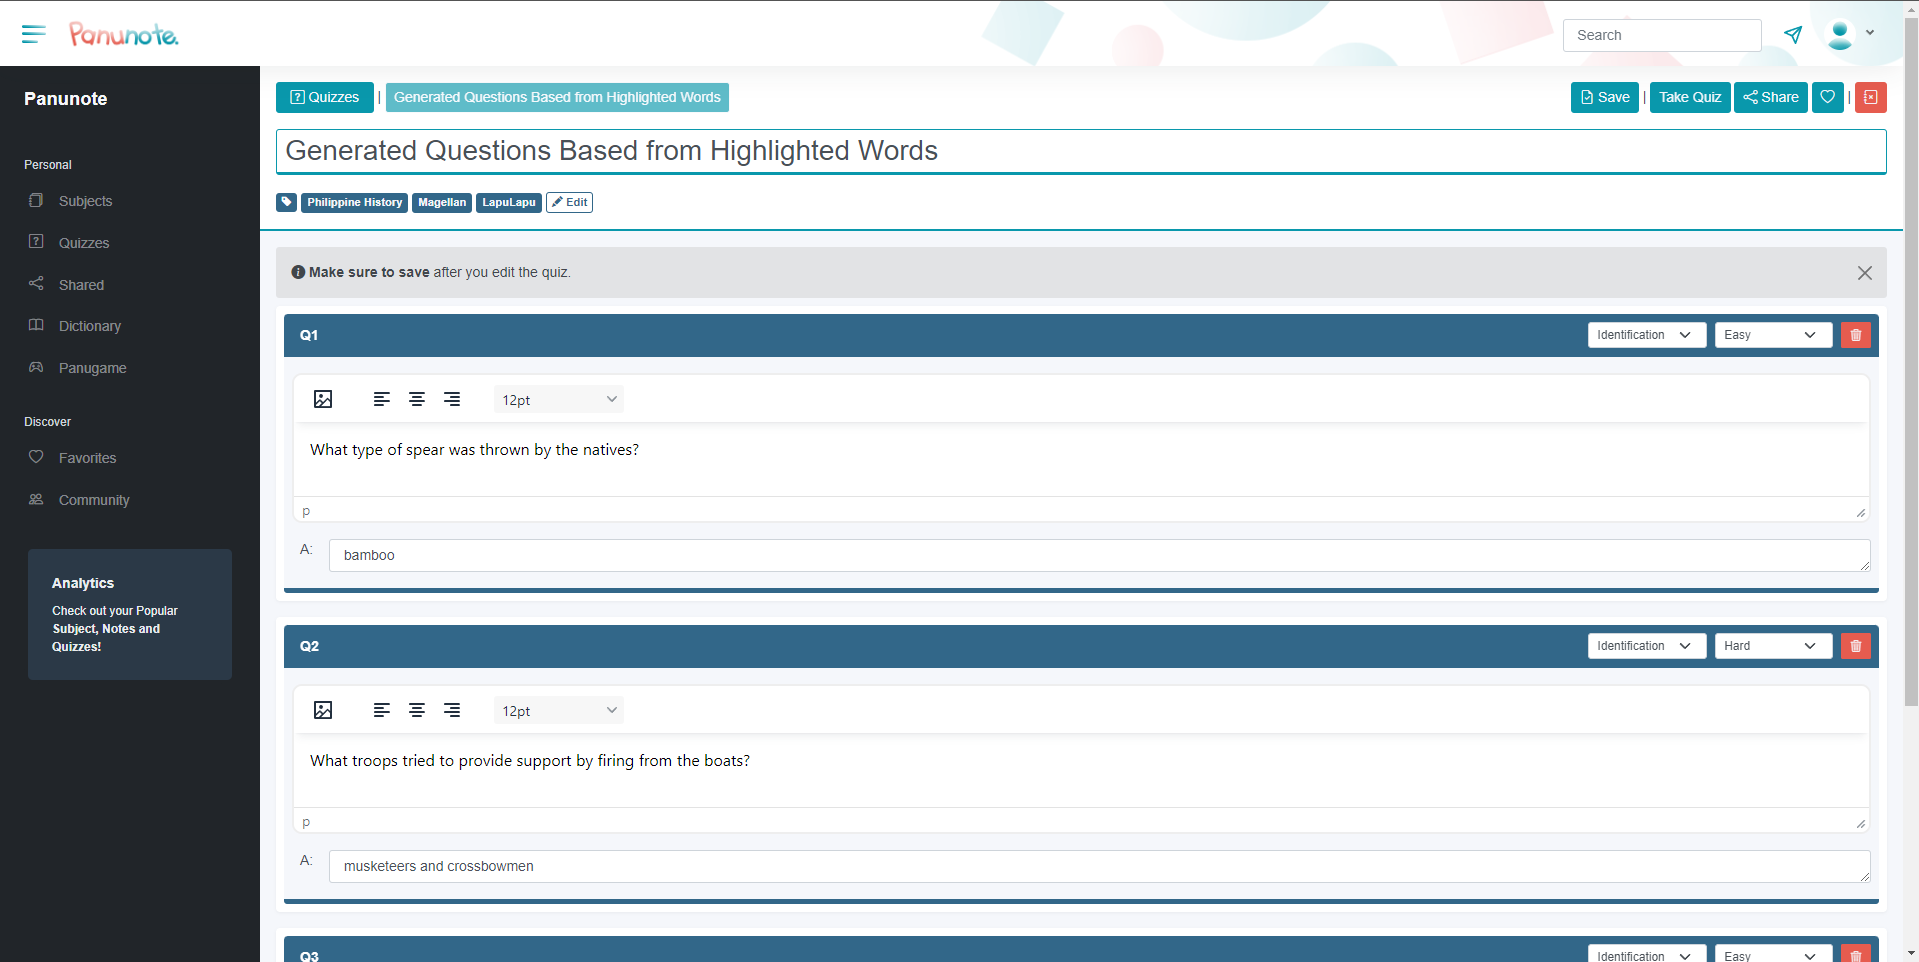 Panunote.
Search
Panunote
Personal
Subjects
Quizzes
Shared
Dictionary
Panugame
Discover
Favorites
Community
Analytics
Check out your Popular
Subject, Notes and
Quizzes!
Quizzes | Generated Questions Based from Highlighted Words
Save | Take Quiz Share |
Generated Questions Based from Highlighted Words
Philippine History Magellan LapuLapu Edit
Make sure to save after you edit the quiz.
Q1 Identification Easy
12pt
What type of spear was thrown by the natives?
p
A: bamboo
Q2 Identification Hard
12pt
What troops tried to provide support by firing from the boats?
p
A: musketeers and crossbowmen
Q3 Identification Easy